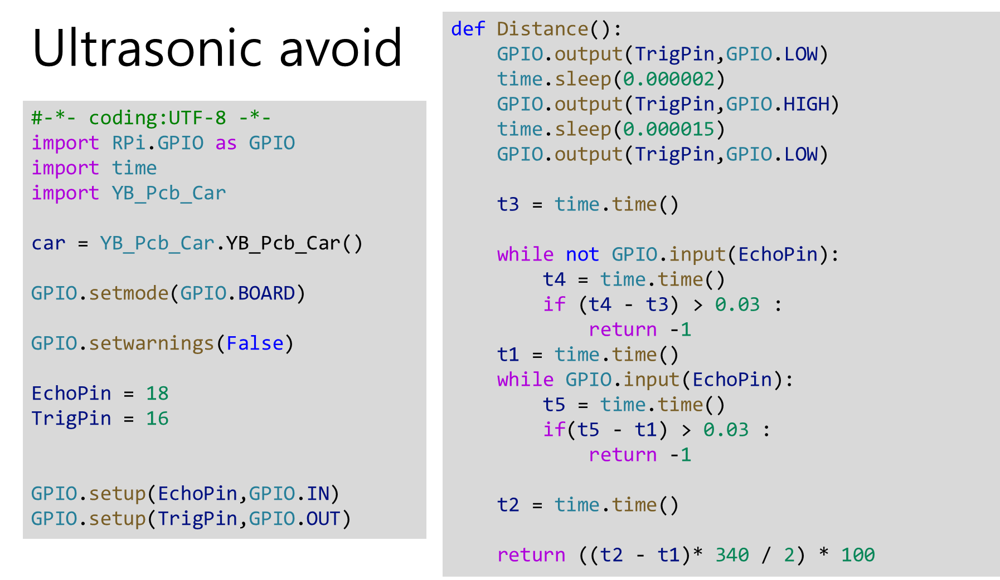 Ultrasonic avoid
#-*- coding:UTF-8 -*-
import RPi.GPIO as GPIO
import time
import YB_Pcb_Car
car = YB_Pcb_Car.YB_Pcb_Car()
GPIO.setmode(GPIO.BOARD)
GPIO.setwarnings(False)
EchoPin = 18
TrigPin = 16
GPIO.setup(EchoPin,GPIO.IN)
GPIO.setup(TrigPin,GPIO.OUT)
def Distance():
    GPIO.output(TrigPin,GPIO.LOW)
    time.sleep(0.000002)
    GPIO.output(TrigPin,GPIO.HIGH)
    time.sleep(0.000015)
    GPIO.output(TrigPin,GPIO.LOW)
    t3 = time.time()
    while not GPIO.input(EchoPin):
        t4 = time.time()
        if (t4 - t3) > 0.03 :
            return -1
    t1 = time.time()
    while GPIO.input(EchoPin):
        t5 = time.time()
        if(t5 - t1) > 0.03 :
            return -1
    t2 = time.time()
    return ((t2 - t1)* 340 / 2) * 100